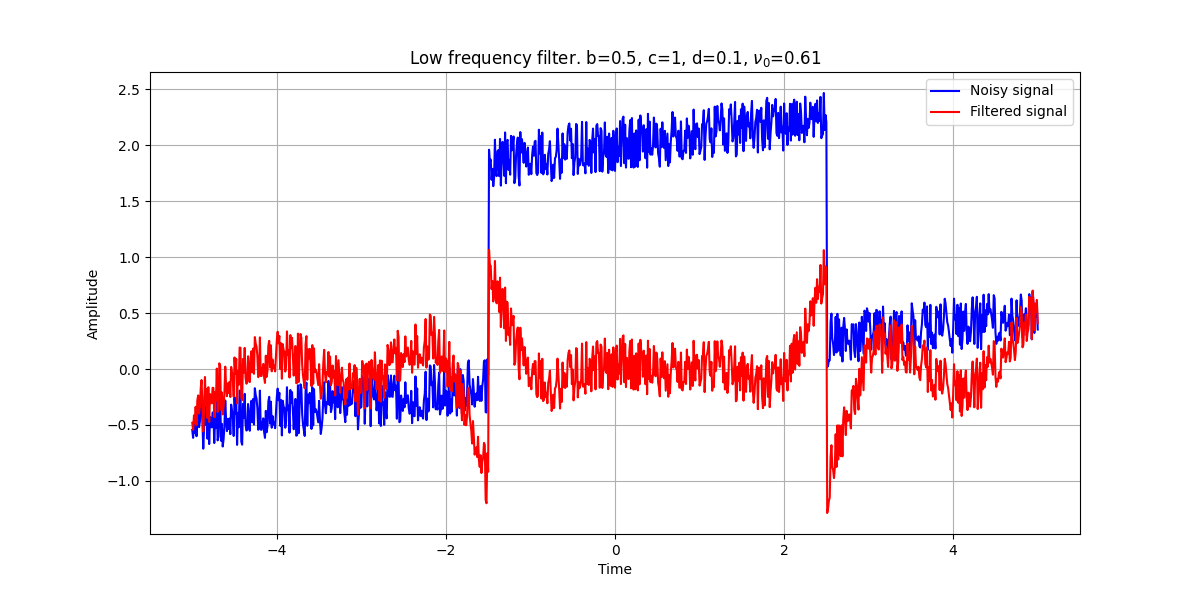 Low frequency filter. b=0.5, c=1, d=0.1, ν₀=0.61
Noisy signal
Filtered signal
2.5
2.0
1.5
1.0
0.5
0.0
−0.5
−1.0
Amplitude
−4
−2
0
2
4
Time